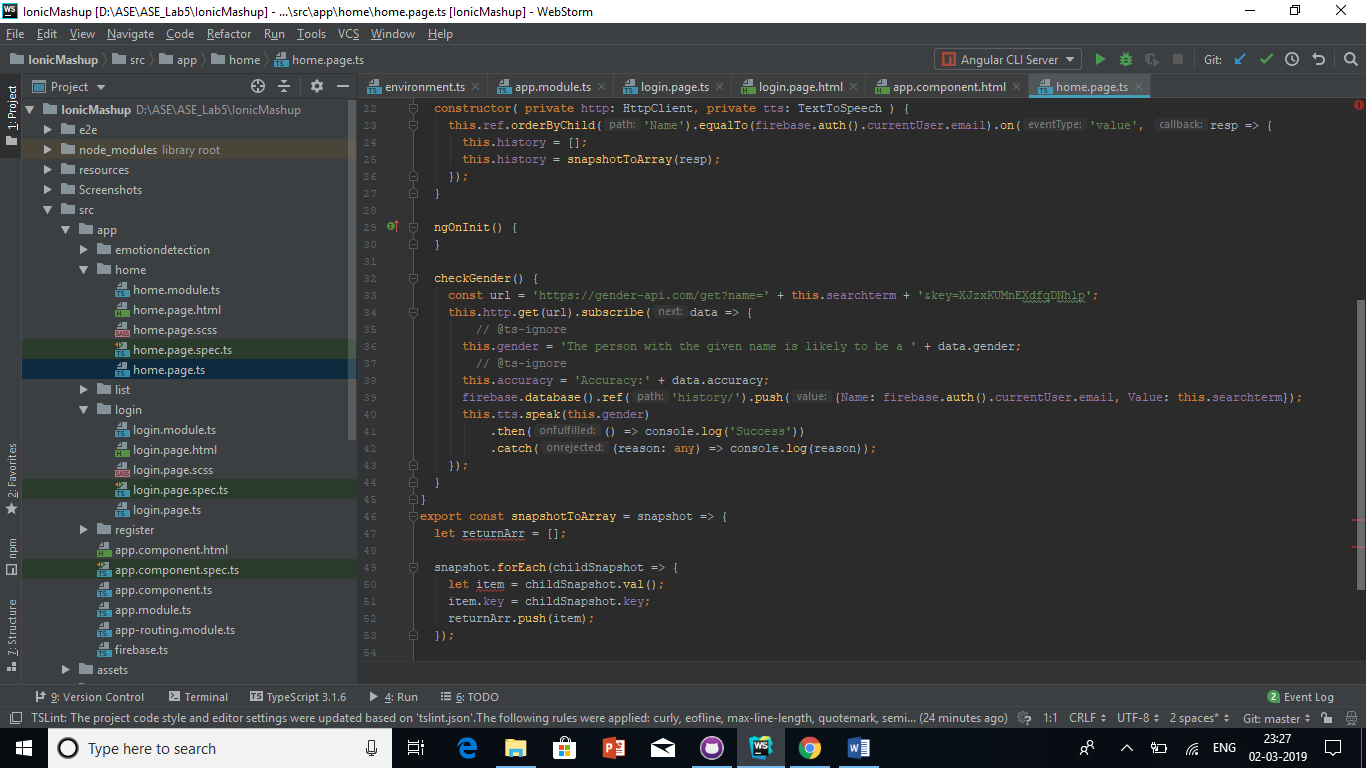 IonicMashup [D:\ASE\ASE_Lab5\IonicMashup] - ...\src\app\home\home.page.ts [IonicMashup] - WebStorm
File Edit View Navigate Code Refactor Run Tools VCS Window Help
IonicMashup src app home home.page.ts Angular CLI Server Git:
Project environment.ts app.module.ts login.page.ts login.page.html app.component.html home.page.ts
1: Project
2: Favorites
npm
7: Structure
IonicMashup D:\ASE\ASE_Lab5\IonicMashup
e2e
node_modules library root
resources
Screenshots
src
app
emotiondetection
home
home.module.ts
home.page.html
home.page.scss
home.page.spec.ts
home.page.ts
list
login
login.module.ts
login.page.html
login.page.scss
login.page.spec.ts
login.page.ts
register
app.component.html
app.component.spec.ts
app.component.ts
app.module.ts
app-routing.module.ts
firebase.ts
assets
22 constructor( private http: HttpClient, private tts: TextToSpeech ) {
23 this.ref.orderByChild( path: 'Name').equalTo(firebase.auth().currentUser.email).on( eventType: 'value', callback: resp => {
24 this.history = [];
25 this.history = snapshotToArray(resp);
26 });
27 }
28
29 ngOnInit() {
30 }
31
32 checkGender() {
33 const url = 'https://gender-api.com/get?name=' + this.searchterm + '&key=XJzxKUMnEXdfgDNhlp';
34 this.http.get(url).subscribe( next: data => {
35 // @ts-ignore
36 this.gender = 'The person with the given name is likely to be a ' + data.gender;
37 // @ts-ignore
38 this.accuracy = 'Accuracy:' + data.accuracy;
39 firebase.database().ref( path: 'history/').push( value: {Name: firebase.auth().currentUser.email, Value: this.searchterm});
40 this.tts.speak(this.gender)
41 .then( onfulfilled: () => console.log('Success'))
42 .catch( onrejected: (reason: any) => console.log(reason));
43 });
44 }
45 }
46 export const snapshotToArray = snapshot => {
47 let returnArr = [];
48
49 snapshot.forEach(childSnapshot => {
50 let item = childSnapshot.val();
51 item.key = childSnapshot.key;
52 returnArr.push(item);
53 });
54
9: Version Control Terminal TypeScript 3.1.6 4: Run 6: TODO 2 Event Log
TSLint: The project code style and editor settings were updated based on 'tslint.json'.The following rules were applied: curly, eofline, max-line-length, quotemark, semi... (24 minutes ago) 1:1 CRLF UTF-8 2 spaces* Git: master
Type here to search ENG 23:27
02-03-2019